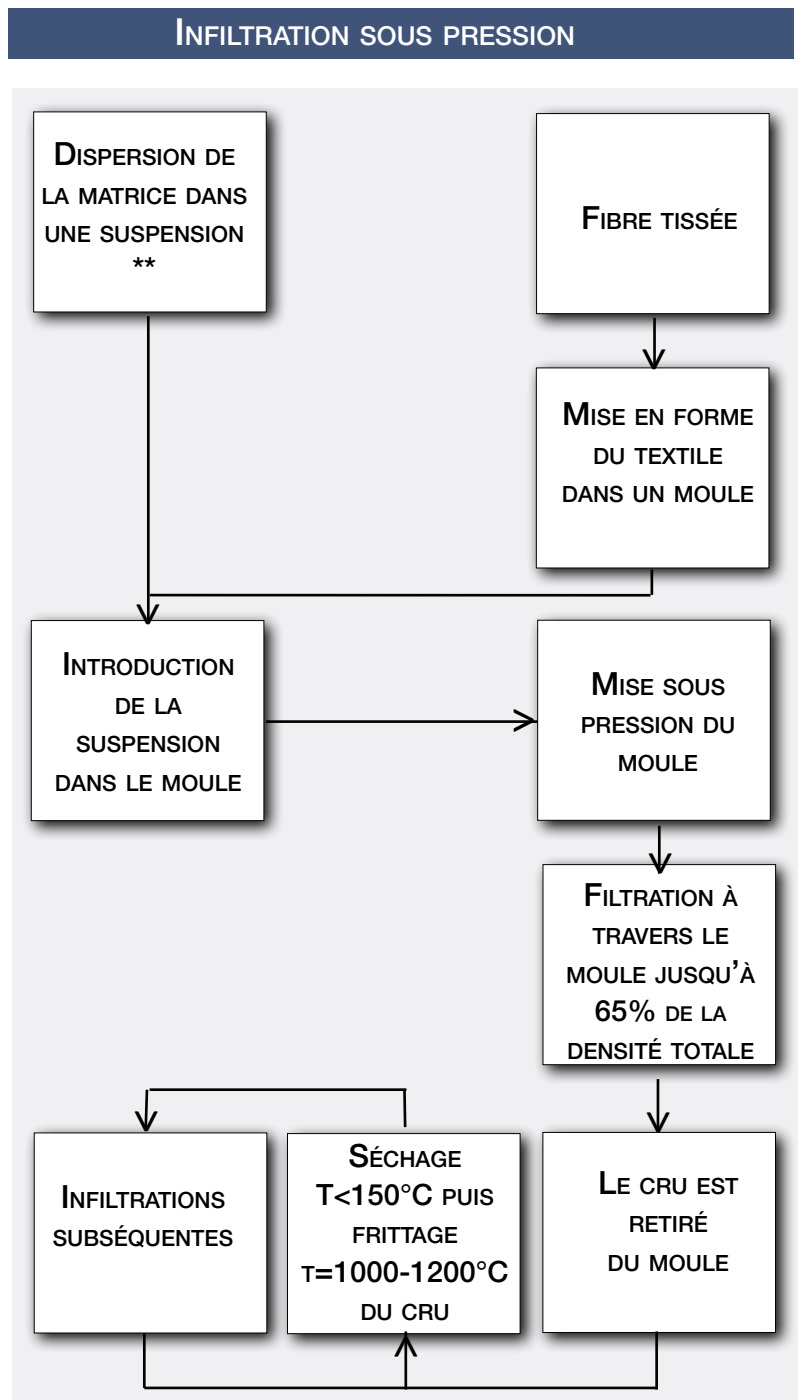 Infiltration sous pression
Dispersion de
la matrice dans
une suspension
**
Fibre tissée
Mise en forme
du textile
dans un moule
Introduction
de la
suspension
dans le moule
Mise sous
pression du
moule
Filtration à
travers le
moule jusqu'à
65% de la
densité totale
Infiltrations
subséquentes
Séchage
T<150°C puis
frittage
t=1000-1200°C
du cru
Le cru est
retiré
du moule